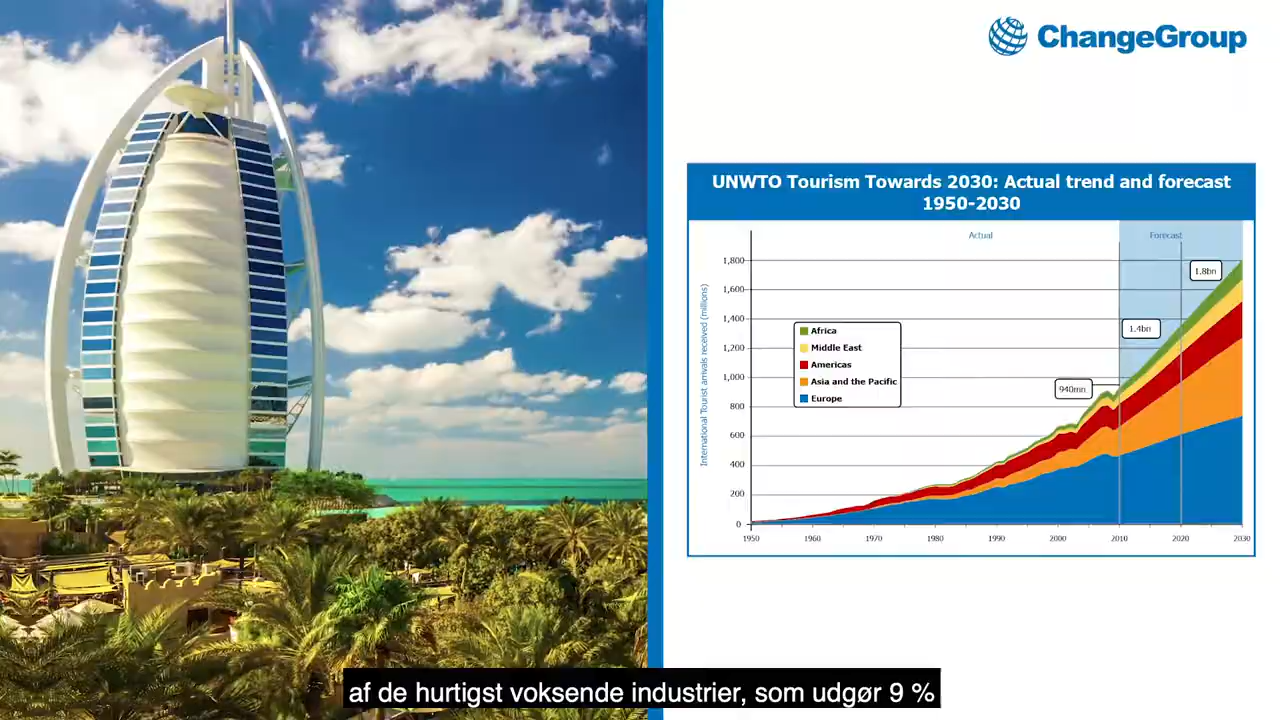 ChangeGroup
UNWTO Tourism Towards 2030: Actual trend and forecast
1950-2030
Actual
Forecast
International Tourist arrivals received (millions)
1,800
1,600
1,400
1,200
1,000
800
600
400
200
0
1.8bn
1.4bn
940mn
Africa
Middle East
Americas
Asia and the Pacific
Europe
1950
1960
1970
1980
1990
2000
2010
2020
2030
af de hurtigst voksende industrier, som udgør 9 %